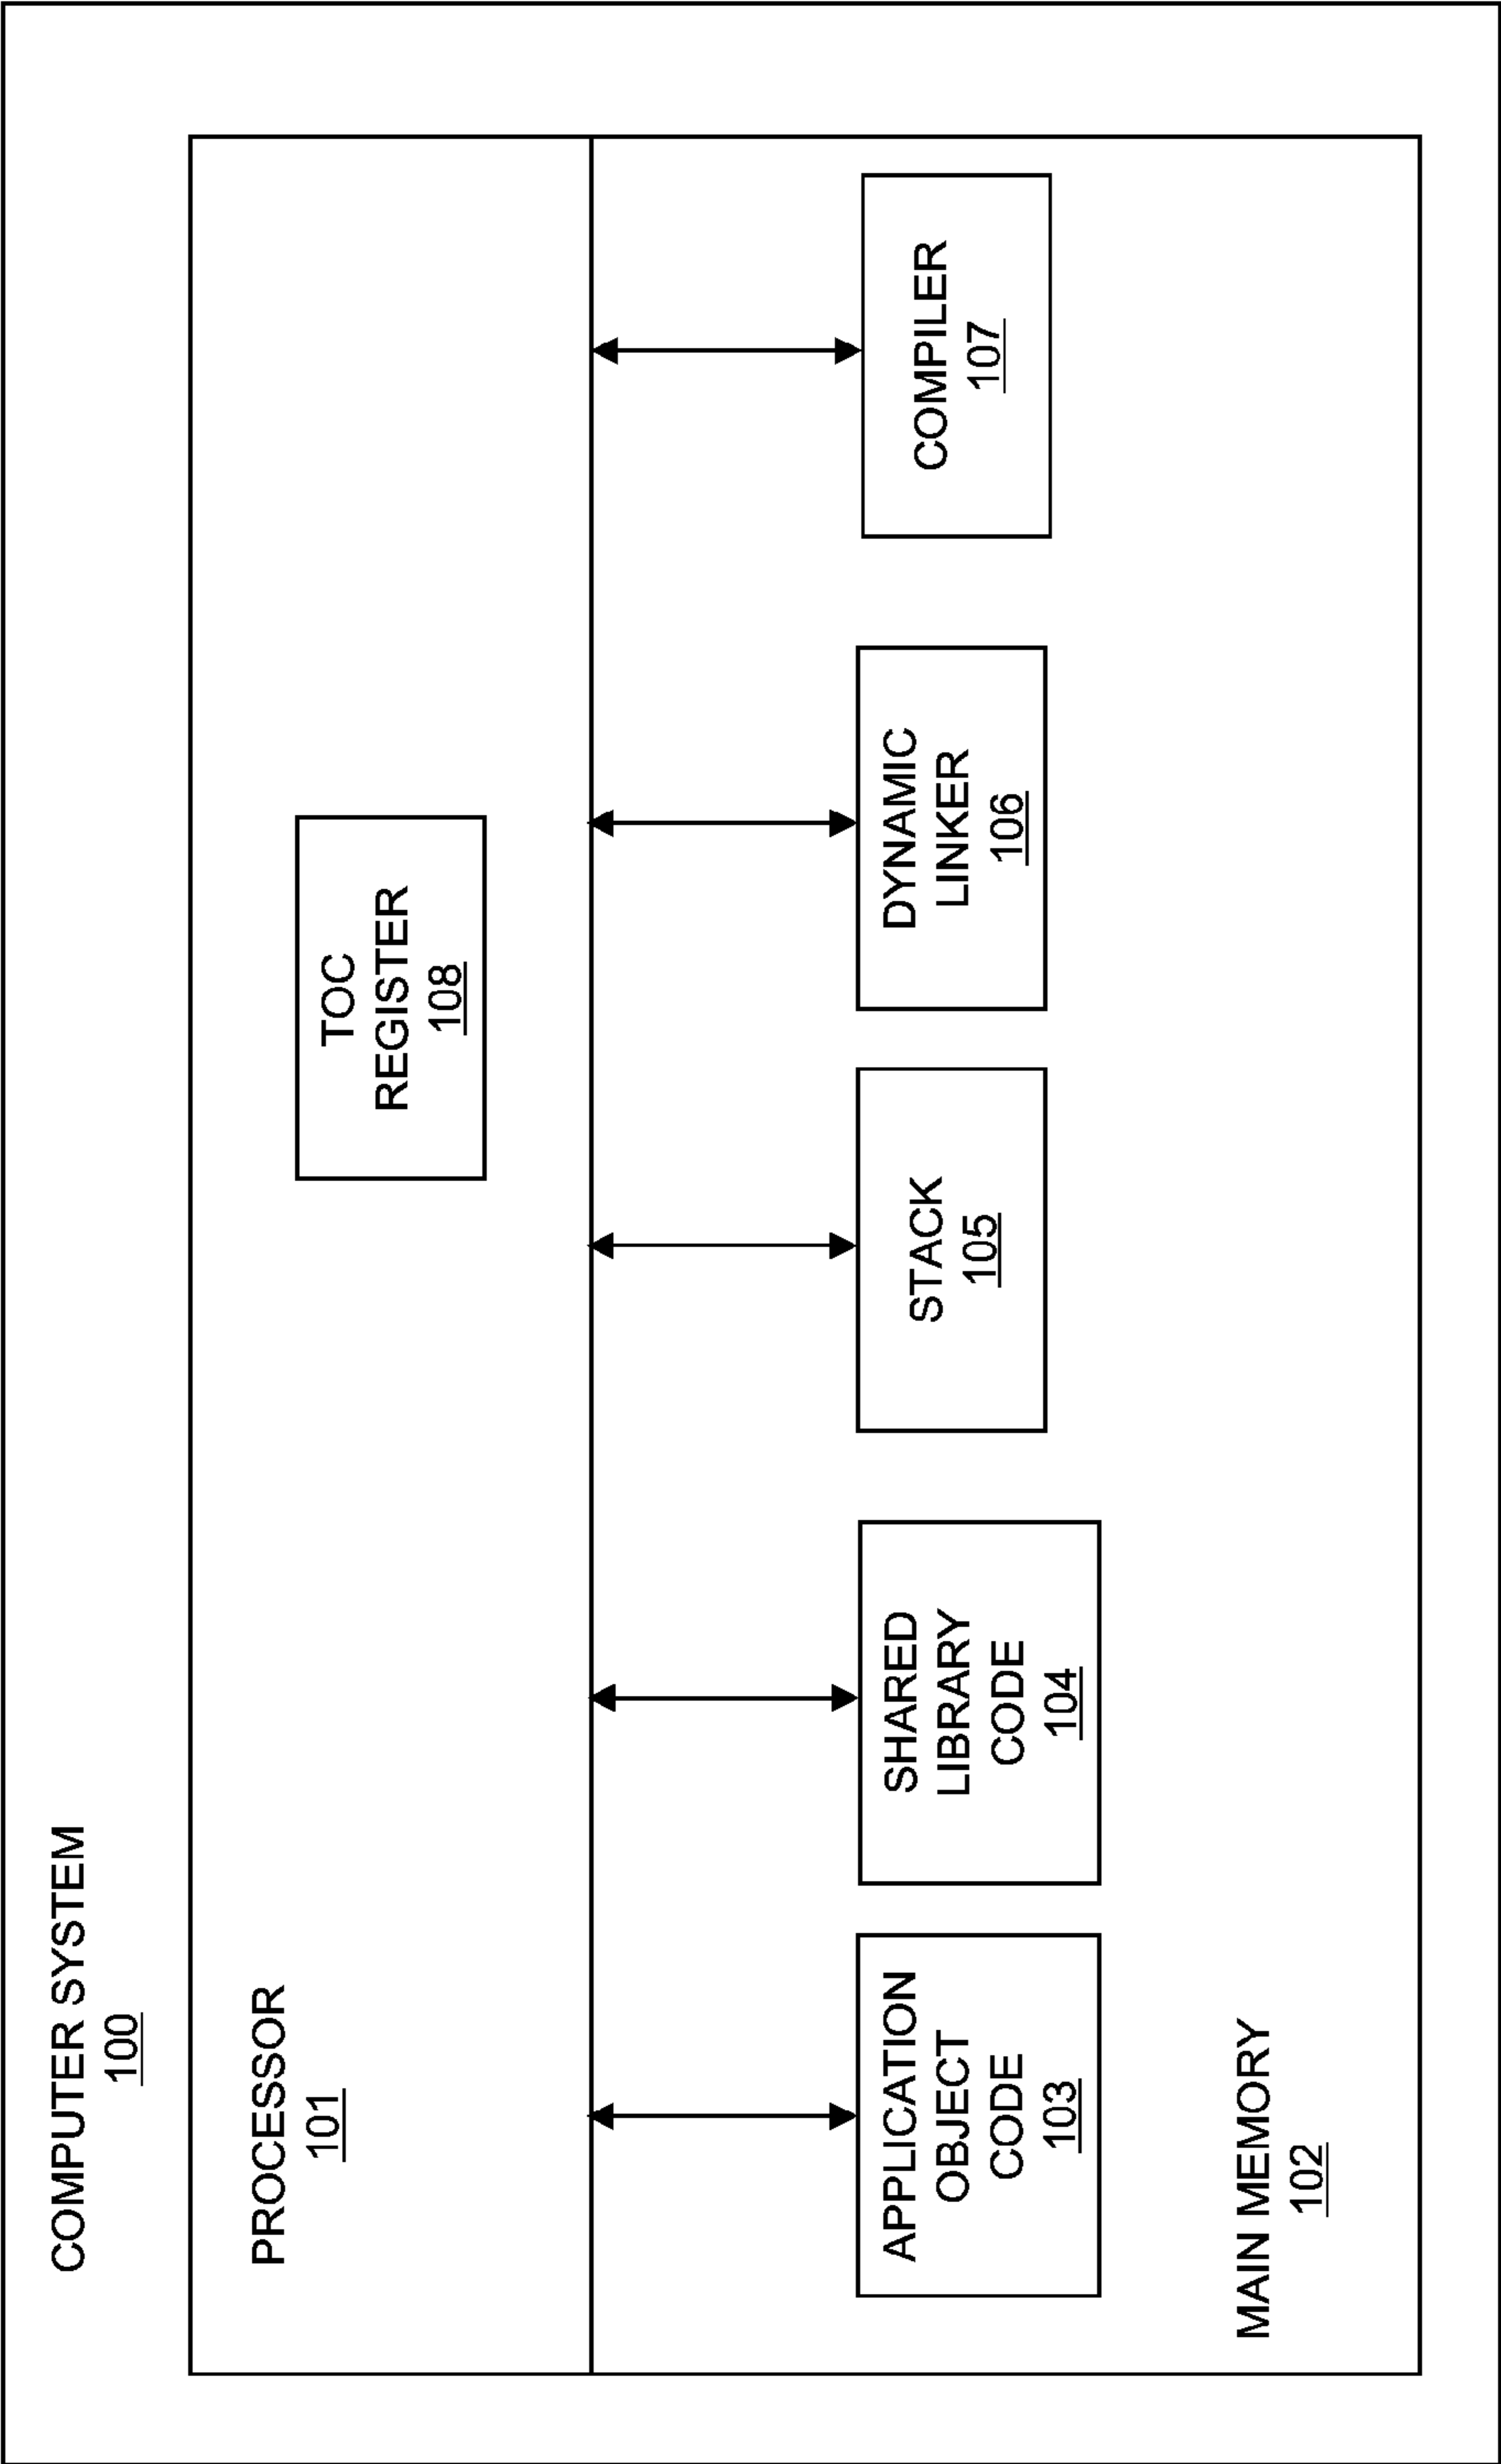 COMPUTER SYSTEM
100
PROCESSOR
101
TOC
REGISTER
108
APPLICATION
OBJECT
CODE
103
SHARED
LIBRARY
CODE
104
STACK
105
DYNAMIC
LINKER
106
COMPILER
107
MAIN MEMORY
102